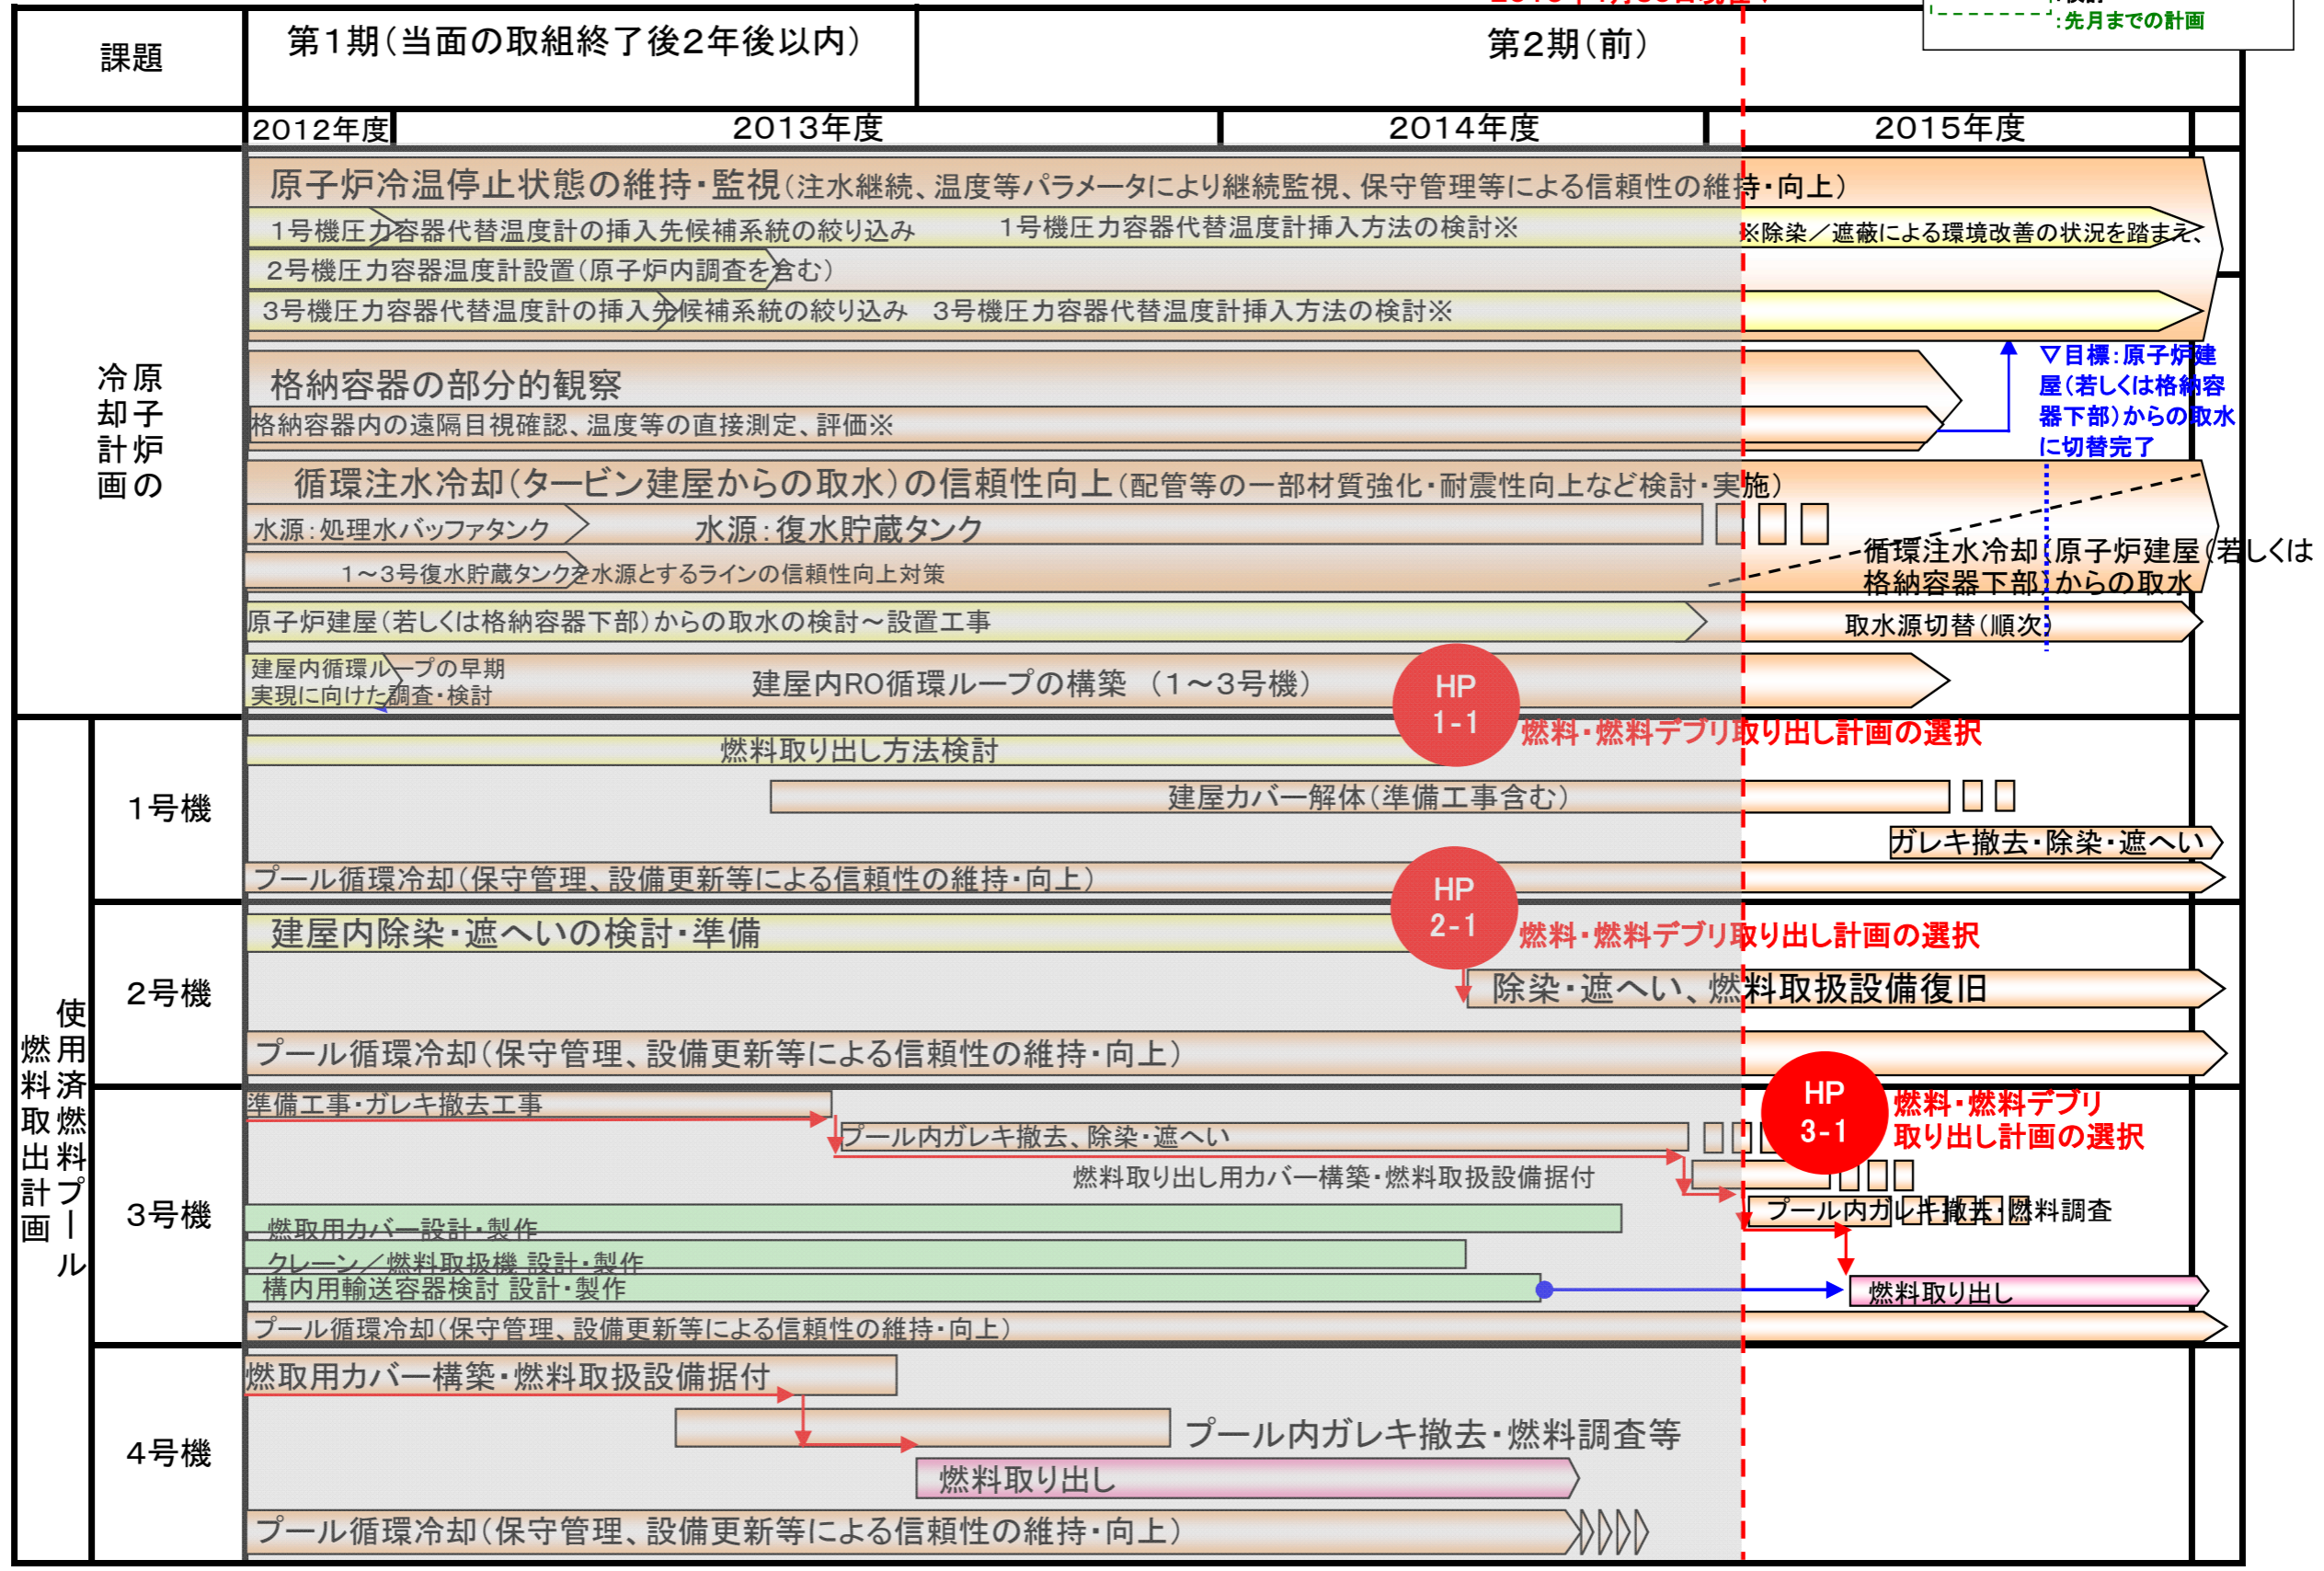 :先月までの計画
課題
第1期(当面の取組終了後2年後以内)
第2期(前)
2012年度
2013年度
2014年度
2015年度
原子炉の
冷却計画
原子炉冷温停止状態の維持・監視(注水継続、温度等パラメータにより継続監視、保守管理等による信頼性の維持・向上)
1号機圧力容器代替温度計の挿入先候補系統の絞り込み
1号機圧力容器代替温度計挿入方法の検討※
※除染/遮蔽による環境改善の状況を踏まえ、
2号機圧力容器温度計設置(原子炉内調査を含む)
3号機圧力容器代替温度計の挿入先候補系統の絞り込み
3号機圧力容器代替温度計挿入方法の検討※
▽目標:原子炉建
屋(若しくは格納容
器下部)からの取水
に切替完了
格納容器の部分的観察
格納容器内の遠隔目視確認、温度等の直接測定、評価※
循環注水冷却(タービン建屋からの取水)の信頼性向上(配管等の一部材質強化・耐震性向上など検討・実施)
水源:処理水バッファタンク
水源:復水貯蔵タンク
循環注水冷却(原子炉建屋(若しくは
格納容器下部)からの取水
1~3号復水貯蔵タンクを水源とするラインの信頼性向上対策
原子炉建屋(若しくは格納容器下部)からの取水の検討~設置工事
取水源切替(順次)
建屋内循環ループの早期
実現に向けた調査・検討
建屋内RO循環ループの構築 (1~3号機)
HP
1-1
燃料・燃料デブリ取り出し計画の選択
使用済燃料プール
燃料取出計画
1号機
燃料取り出し方法検討
建屋カバー解体(準備工事含む)
ガレキ撤去・除染・遮へい
プール循環冷却(保守管理、設備更新等による信頼性の維持・向上)
HP
2-1
燃料・燃料デブリ取り出し計画の選択
2号機
建屋内除染・遮へいの検討・準備
除染・遮へい、燃料取扱設備復旧
プール循環冷却(保守管理、設備更新等による信頼性の維持・向上)
HP
3-1
燃料・燃料デブリ
取り出し計画の選択
3号機
準備工事・ガレキ撤去工事
プール内ガレキ撤去、除染・遮へい
燃料取り出し用カバー構築・燃料取扱設備据付
プール内ガレキ撤去・燃料調査
燃取用カバー設計・製作
クレーン/燃料取扱機 設計・製作
構内用輸送容器検討 設計・製作
燃料取り出し
プール循環冷却(保守管理、設備更新等による信頼性の維持・向上)
4号機
燃取用カバー構築・燃料取扱設備据付
プール内ガレキ撤去・燃料調査等
燃料取り出し
プール循環冷却(保守管理、設備更新等による信頼性の維持・向上)